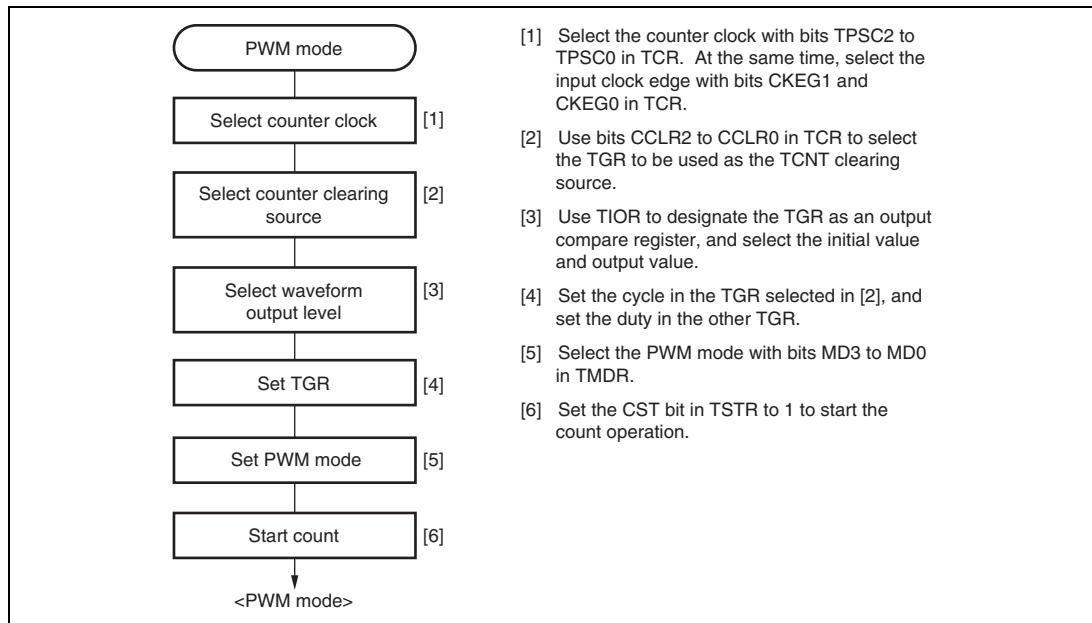 PWM mode
Select counter clock
[1]
Select counter clearing
source
[2]
Select waveform
output level
[3]
Set TGR
[4]
Set PWM mode
[5]
Start count
[6]
<PWM mode>
[1] Select the counter clock with bits TPSC2 to
TPSC0 in TCR. At the same time, select the
input clock edge with bits CKEG1 and
CKEG0 in TCR.
[2] Use bits CCLR2 to CCLR0 in TCR to select
the TGR to be used as the TCNT clearing
source.
[3] Use TIOR to designate the TGR as an output
compare register, and select the initial value
and output value.
[4] Set the cycle in the TGR selected in [2], and
set the duty in the other TGR.
[5] Select the PWM mode with bits MD3 to MD0
in TMDR.
[6] Set the CST bit in TSTR to 1 to start the
count operation.